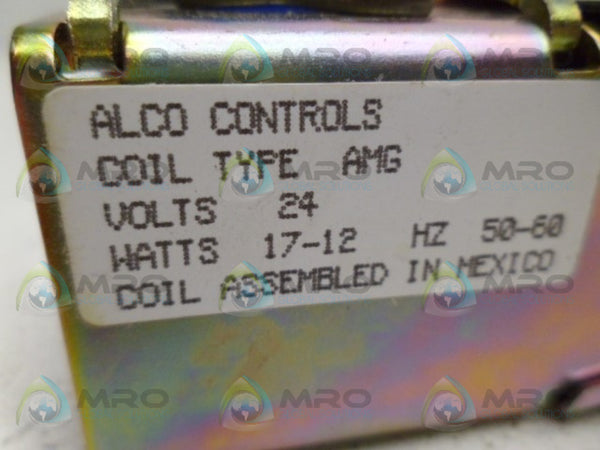 ALCO CONTROLS
COIL TYPE AMG
VOLTS 24
WATTS 17-12 HZ 50-60
COIL ASSEMBLED IN MEXICO